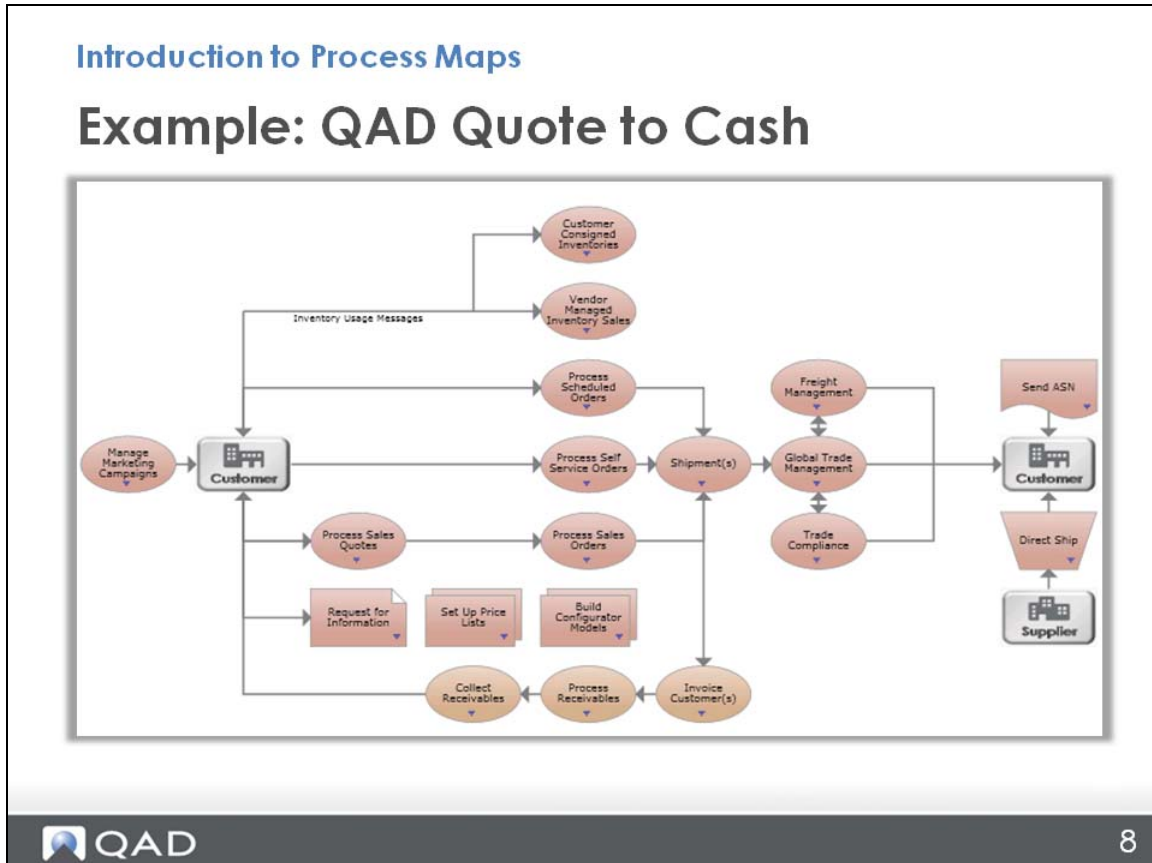 Introduction to Process Maps
Example: QAD Quote to Cash
Customer
Consigned
Inventories
Inventory Usage Messages
Vendor
Managed
Inventory Sales
Process
Scheduled
Orders
Freight
Management
Send ASN
Manage
Marketing
Campaigns
Customer
Process Self
Service Orders
Shipment(s)
Global Trade
Management
Customer
Process Sales
Quotes
Process Sales
Orders
Trade
Compliance
Direct Ship
Request for
Information
Set Up Price
Lists
Build
Configurator
Models
Supplier
Collect
Receivables
Process
Receivables
Invoice
Customer(s)
QAD
8